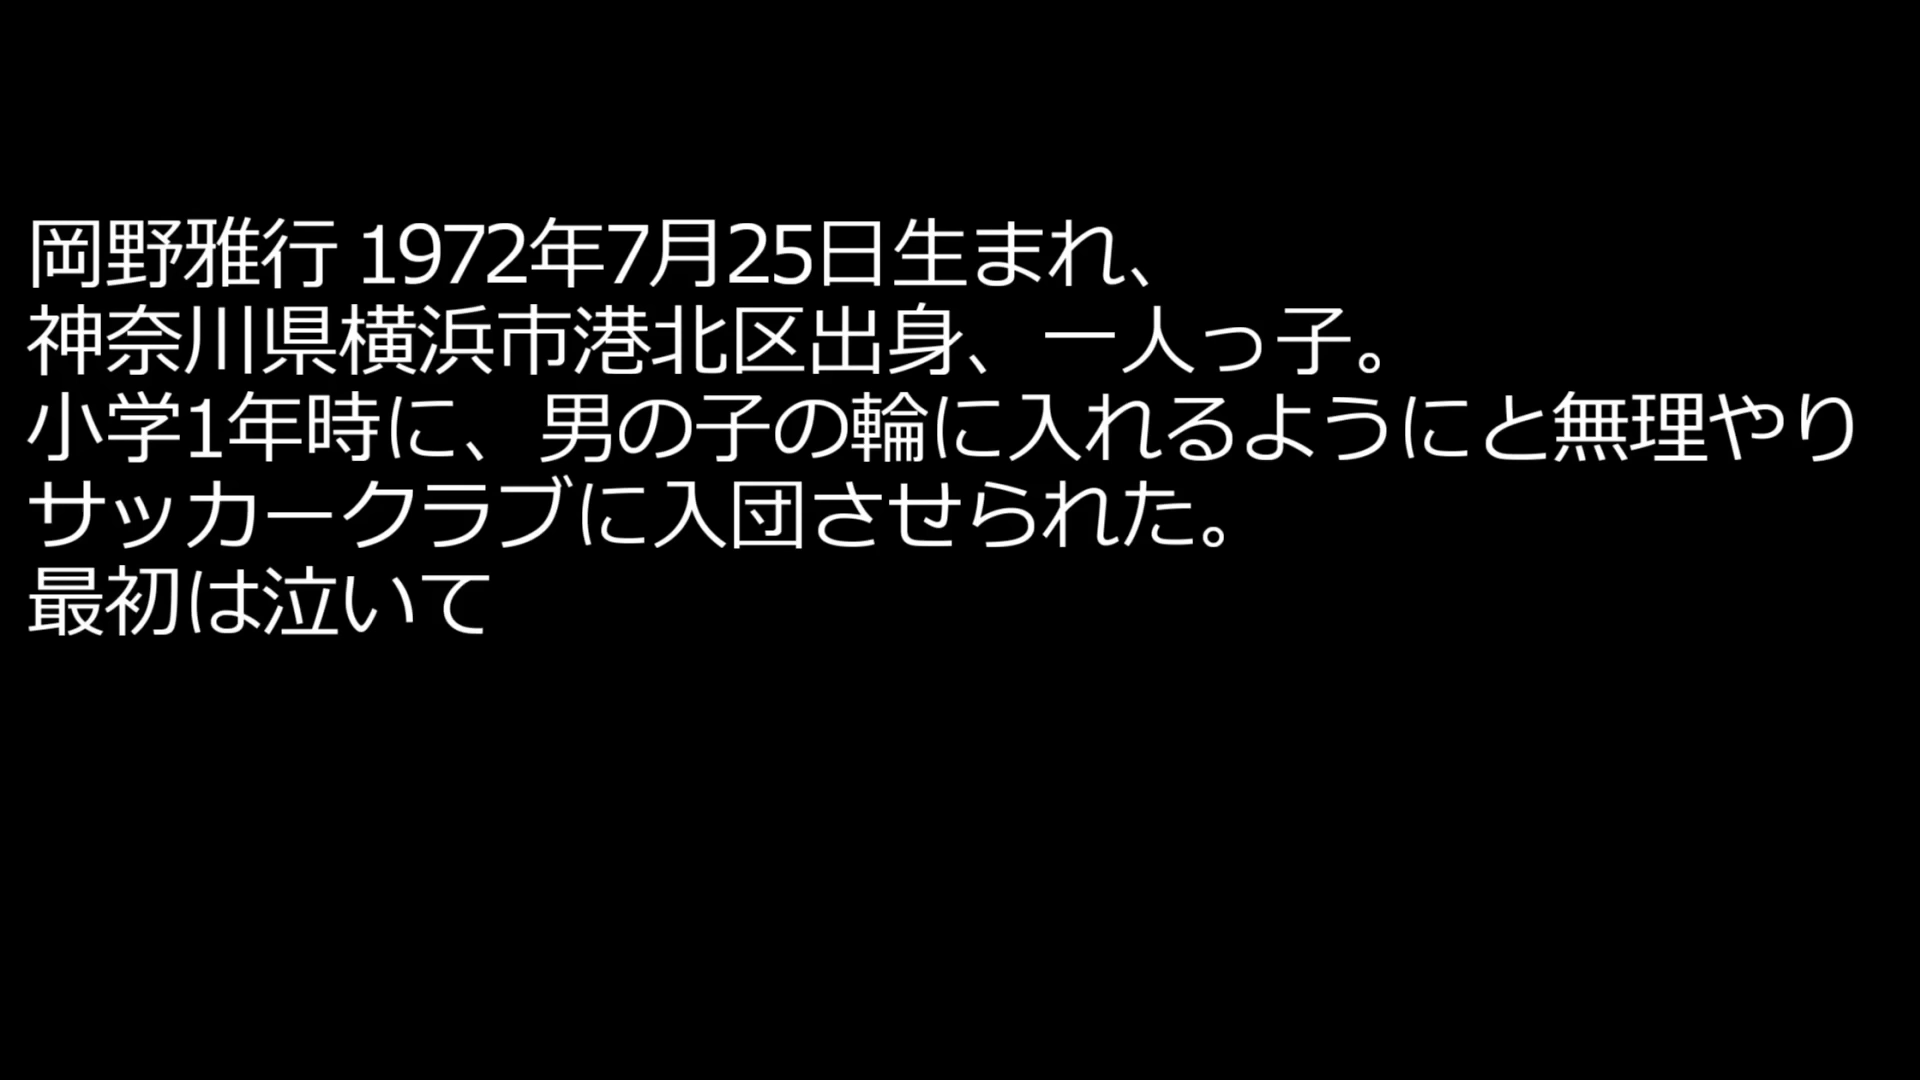 岡野雅行 1972年7月25日生まれ、
神奈川県横浜市港北区出身、一人っ子。
小学1年時に、男の子の輪に入れるようにと無理やり
サッカークラブに入団させられた。
最初は泣いて